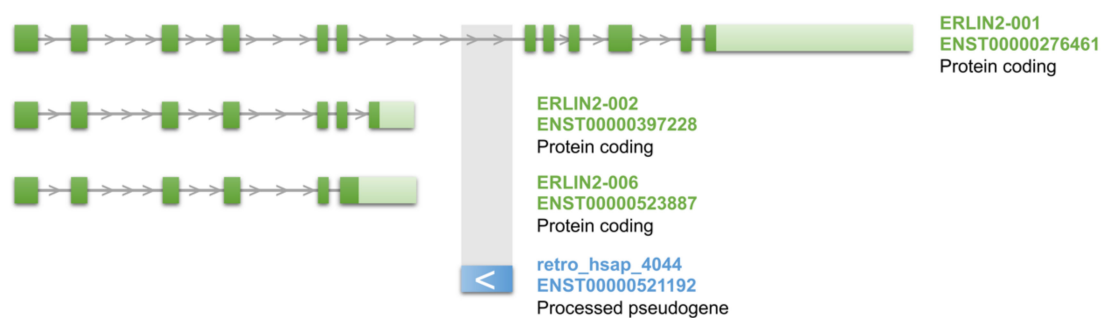 ERLIN2-001
ENST00000276461
Protein coding
ERLIN2-002
ENST00000397228
Protein coding
ERLIN2-006
ENST00000523887
Protein coding
retro_hsap_4044
ENST00000521192
Processed pseudogene